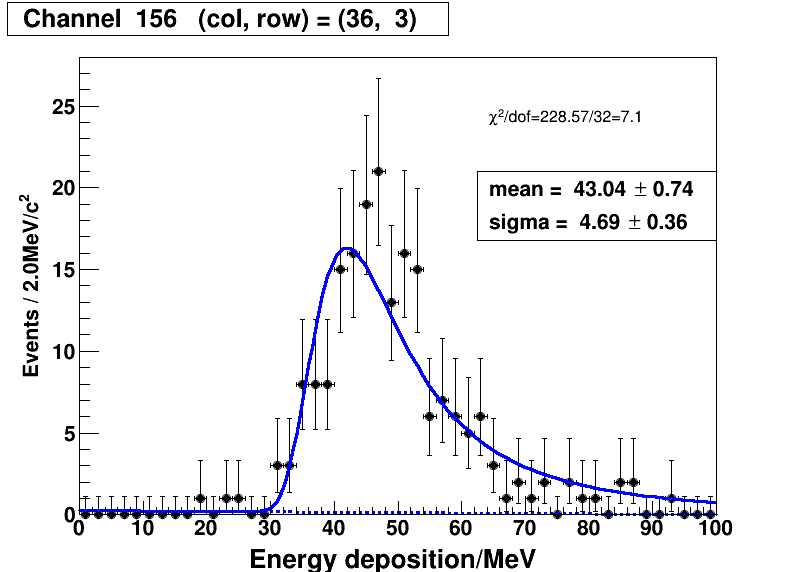 Channel 156 (col, row) = (36, 3)
χ²/dof=228.57/32=7.1
mean = 43.04 ± 0.74
sigma = 4.69 ± 0.36
Events / 2.0MeV/c²
25
20
15
10
5
0
0 10 20 30 40 50 60 70 80 90 100
Energy deposition/MeV